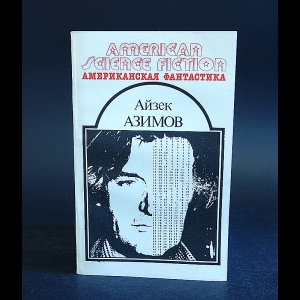 AMERICAN
SCIENCE FICTION
АМЕРИКАНСКАЯ ФАНТАСТИКА
Айзек
АЗИМОВ